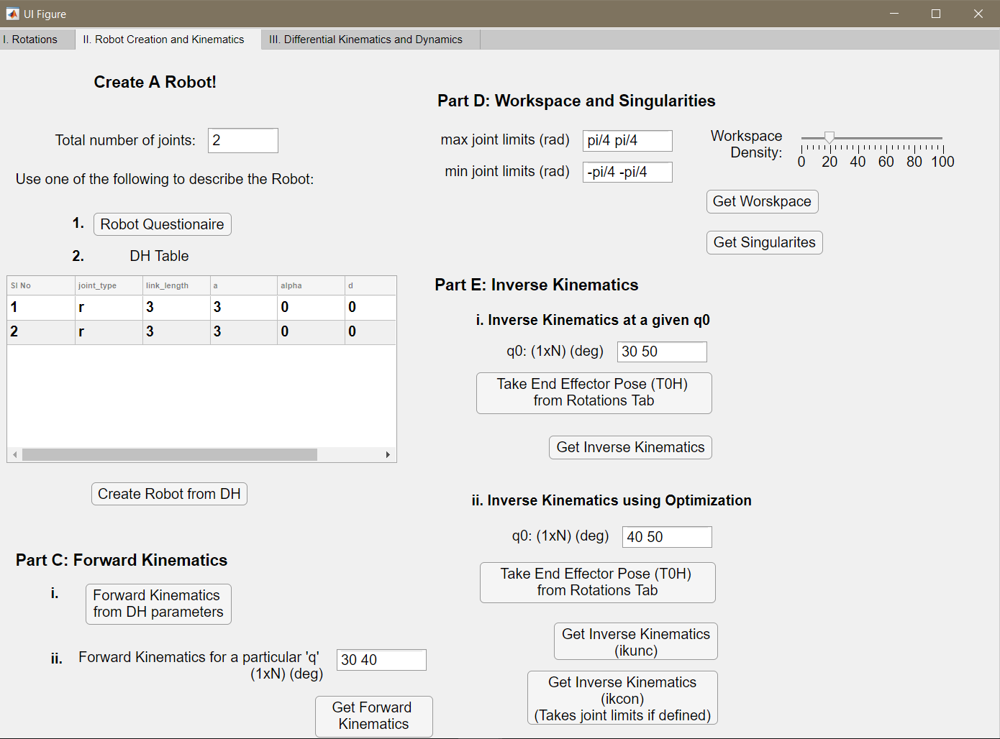 UI Figure
I. Rotations
II. Robot Creation and Kinematics
III. Differential Kinematics and Dynamics
Create A Robot!
Total number of joints: 2
Use one of the following to describe the Robot:
1. Robot Questionaire
2. DH Table
Sl No joint_type link_length a alpha d
1 r 3 3 0 0
2 r 3 3 0 0
Create Robot from DH
Part C: Forward Kinematics
i. Forward Kinematics
from DH parameters
ii. Forward Kinematics for a particular 'q'
(1xN) (deg)
30 40
Get Forward
Kinematics
Part D: Workspace and Singularities
max joint limits (rad) pi/4 pi/4
min joint limits (rad) -pi/4 -pi/4
Workspace
Density:
0 20 40 60 80 100
Get Worskpace
Get Singularites
Part E: Inverse Kinematics
i. Inverse Kinematics at a given q0
q0: (1xN) (deg) 30 50
Take End Effector Pose (T0H)
from Rotations Tab
Get Inverse Kinematics
ii. Inverse Kinematics using Optimization
q0: (1xN) (deg) 40 50
Take End Effector Pose (T0H)
from Rotations Tab
Get Inverse Kinematics
(ikunc)
Get Inverse Kinematics
(ikcon)
(Takes joint limits if defined)